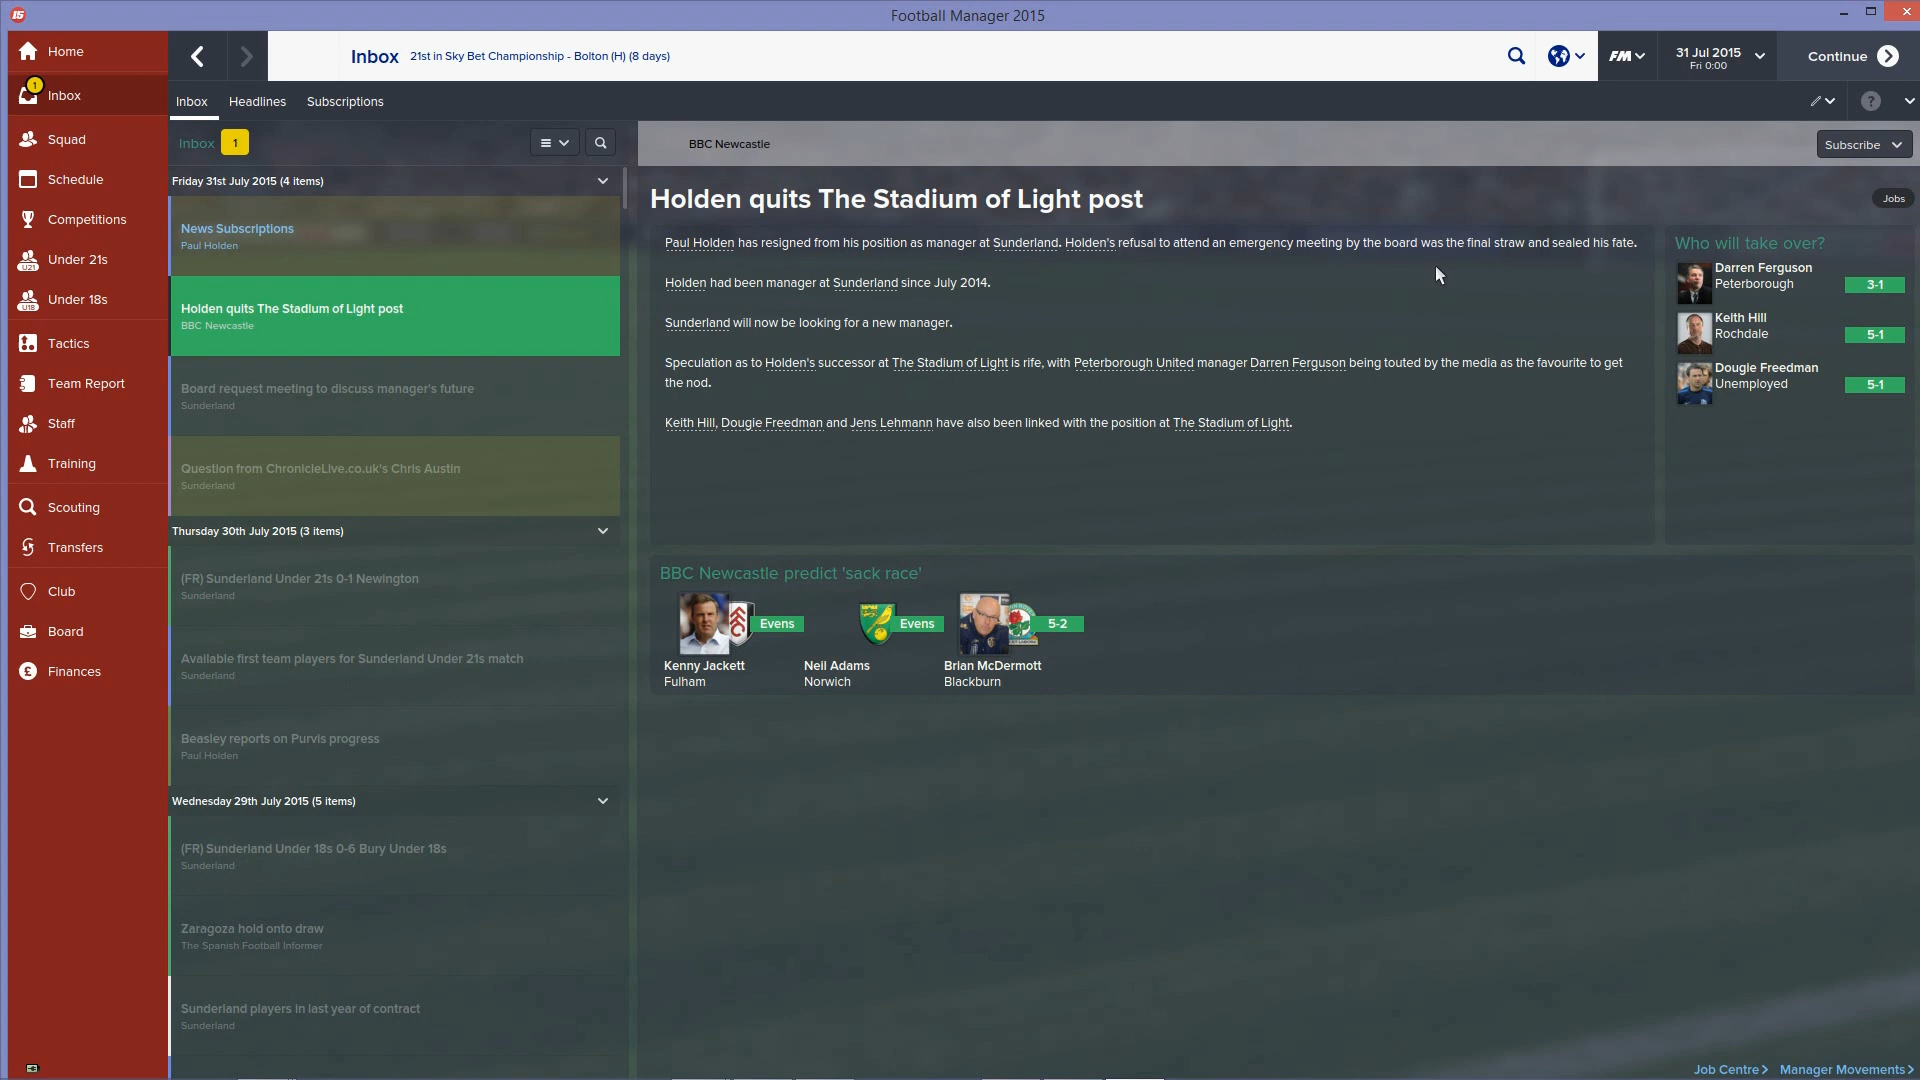 Football Manager 2015
Home
1
Inbox
Squad
Schedule
Competitions
U21
Under 21s
U18
Under 18s
Tactics
Team Report
Staff
Training
Scouting
Transfers
Club
Board
Finances
Inbox 21st in Sky Bet Championship - Bolton (H) (8 days)
FM
31 Jul 2015
Fri 0:00
Continue
Inbox Headlines Subscriptions
?
Inbox 1
Friday 31st July 2015 (4 items)
News Subscriptions
Paul Holden
Holden quits The Stadium of Light post
BBC Newcastle
Board request meeting to discuss manager's future
Sunderland
Question from ChronicleLive.co.uk's Chris Austin
Sunderland
Thursday 30th July 2015 (3 items)
(FR) Sunderland Under 21s 0-1 Newington
Sunderland
Available first team players for Sunderland Under 21s match
Sunderland
Beasley reports on Purvis progress
Paul Holden
Wednesday 29th July 2015 (5 items)
(FR) Sunderland Under 18s 0-6 Bury Under 18s
Sunderland
Zaragoza hold onto draw
The Spanish Football Informer
Sunderland players in last year of contract
Sunderland
BBC Newcastle
Subscribe
Holden quits The Stadium of Light post
Jobs
Paul Holden has resigned from his position as manager at Sunderland. Holden's refusal to attend an emergency meeting by the board was the final straw and sealed his fate.
Holden had been manager at Sunderland since July 2014.
Sunderland will now be looking for a new manager.
Speculation as to Holden's successor at The Stadium of Light is rife, with Peterborough United manager Darren Ferguson being touted by the media as the favourite to get
the nod.
Keith Hill, Dougie Freedman and Jens Lehmann have also been linked with the position at The Stadium of Light.
Who will take over?
Darren Ferguson
Peterborough
3-1
Keith Hill
Rochdale
5-1
Dougie Freedman
Unemployed
5-1
BBC Newcastle predict 'sack race'
Evens
Kenny Jackett
Fulham
Evens
Neil Adams
Norwich
5-2
Brian McDermott
Blackburn
Job Centre
Manager Movements